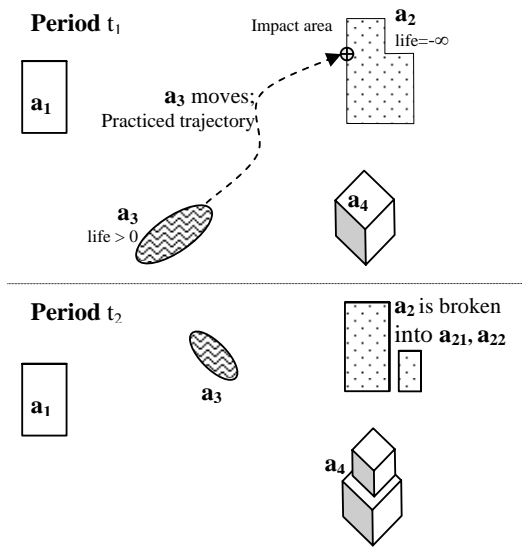 Period t₁
Impact area
a₂
life=-∞
a₁
a₃ moves;
Practiced trajectory
a₃
life > 0
a₄
Period t₂
a₂ is broken
into a₂₁, a₂₂
a₁
a₃
a₄